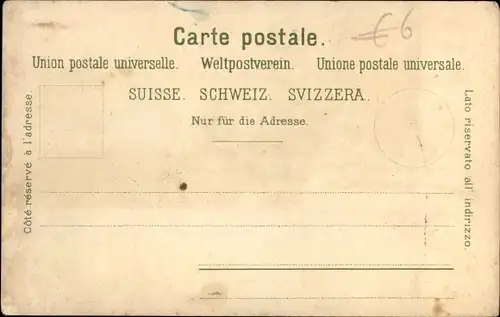 €6
Carte postale.
Union postale universelle. Weltpostverein. Unione postale universale.
SUISSE. SCHWEIZ. SVIZZERA.
Nur für die Adresse.
Côté réservé à l'adresse.
Lato riservato all' indirizzo.